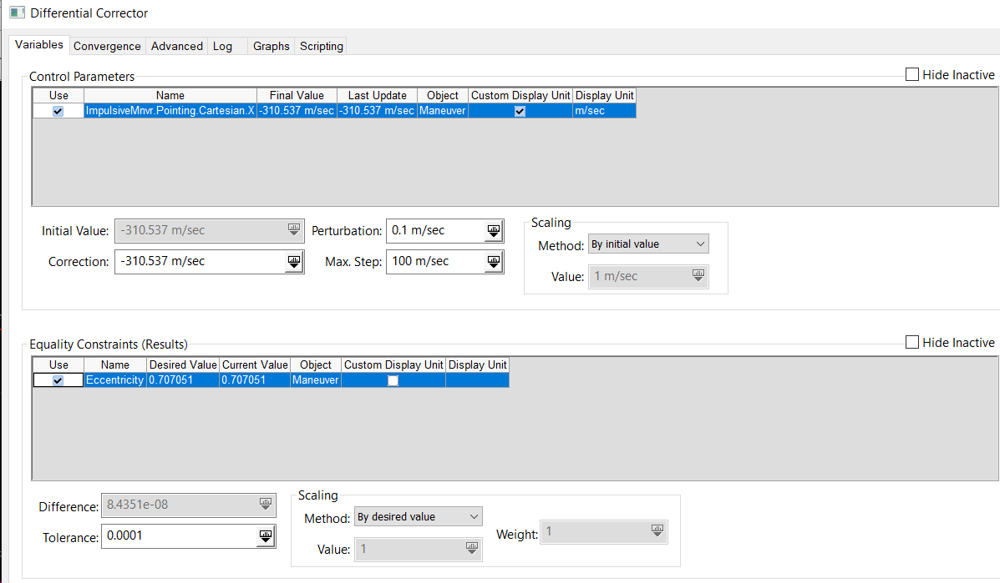 Differential Corrector
Variables Convergence Advanced Log Graphs Scripting
Control Parameters Hide Inactive
Use Name Final Value Last Update Object Custom Display Unit Display Unit
ImpulsiveMnvr.Pointing.Cartesian.X -310.537 m/sec -310.537 m/sec Maneuver m/sec
Initial Value: -310.537 m/sec Perturbation: 0.1 m/sec
Correction: -310.537 m/sec Max. Step: 100 m/sec
Scaling
Method: By initial value
Value: 1 m/sec
Equality Constraints (Results) Hide Inactive
Use Name Desired Value Current Value Object Custom Display Unit Display Unit
Eccentricity 0.707051 0.707051 Maneuver
Difference: 8.4351e-08
Tolerance: 0.0001
Scaling
Method: By desired value
Value: 1
Weight: 1